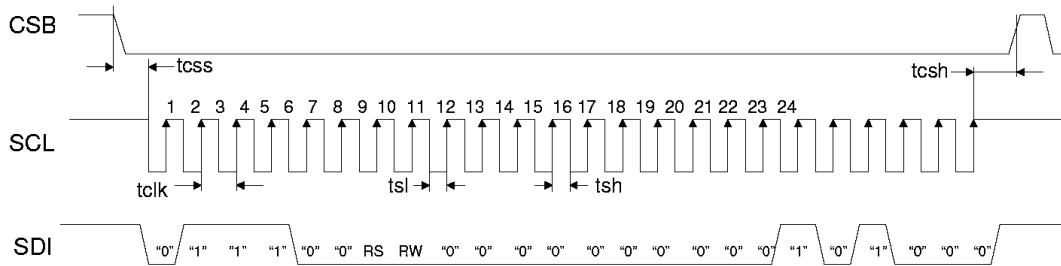 CSB
tcss
tcsh
1 2 3 4 5 6 7 8 9 10 11 12 13 14 15 16 17 18 19 20 21 22 23 24
SCL
tclk
tsl
tsh
SDI “0” “1” ”1” “1” “0” “0” RS RW “0” “0” “0” “0” “0” “0” “0” “0” “0” “1” “0” “1” “0” “0” “0”